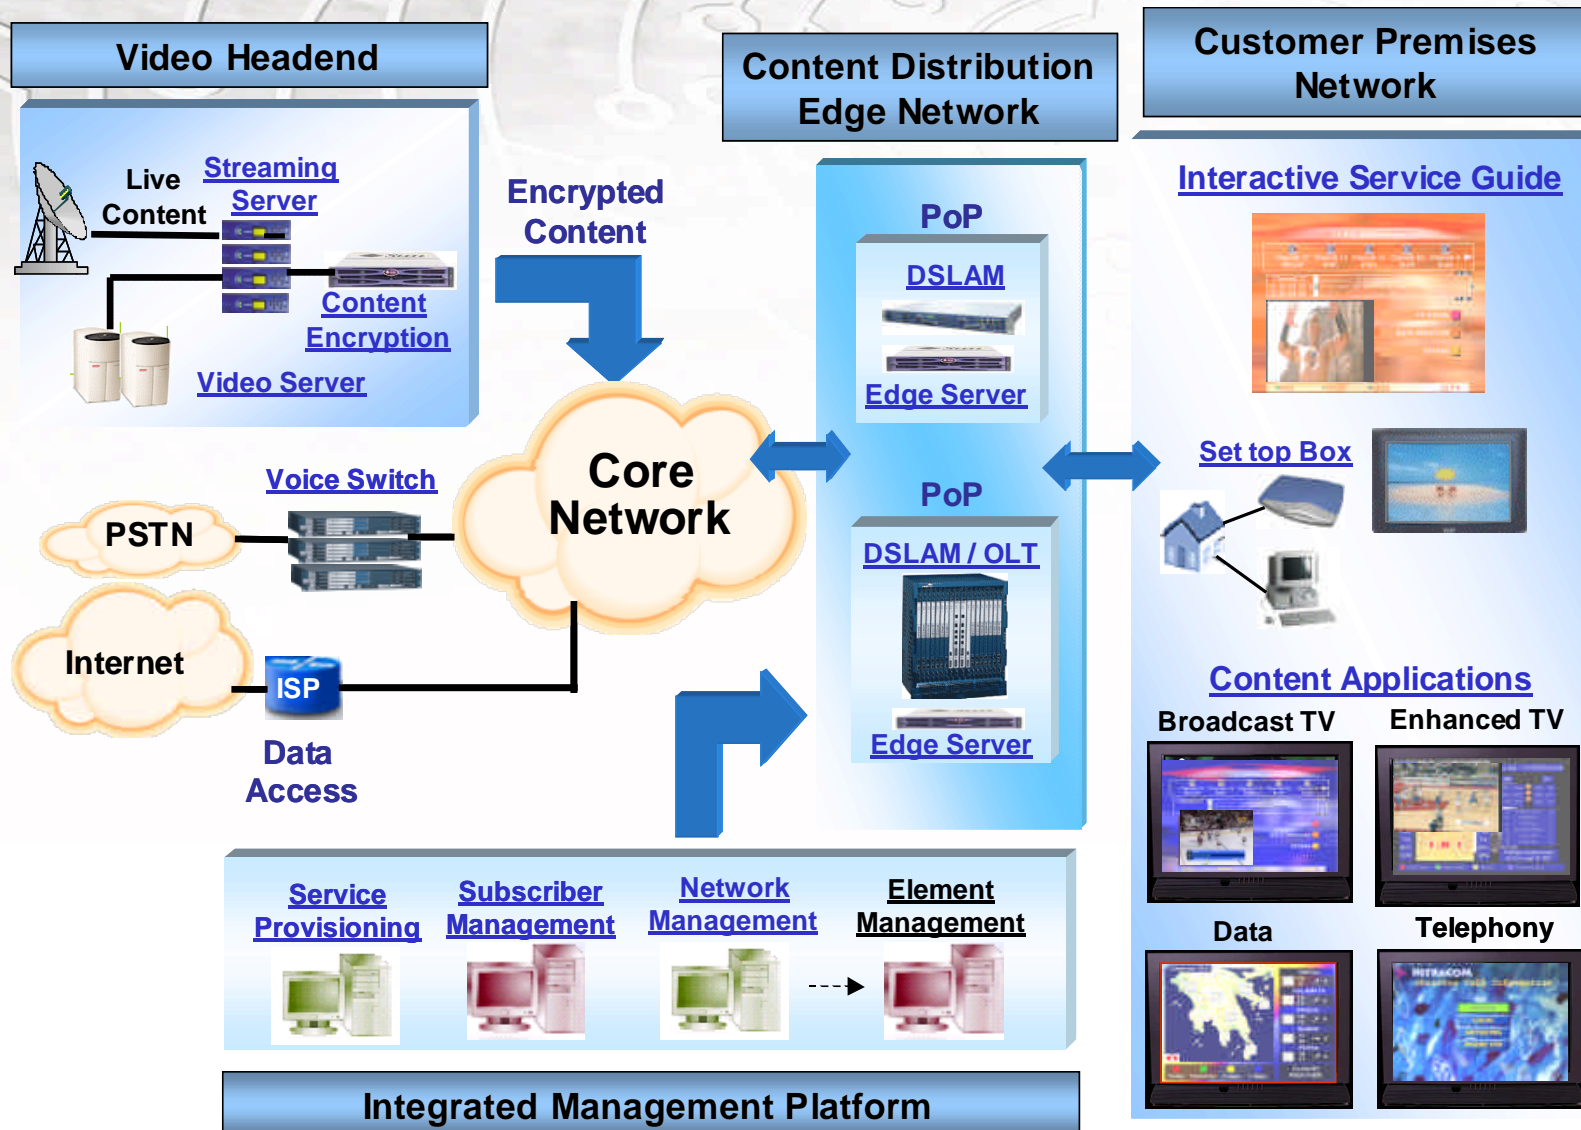 Video Headend
Content Distribution
Edge Network
Customer Premises
Network
Live
Content
Streaming
Server
Content
Encryption
Video Server
Encrypted
Content
PoP
DSLAM
Edge Server
PoP
DSLAM / OLT
Edge Server
Interactive Service Guide
Set top Box
Core
Network
Voice Switch
PSTN
Internet
ISP
Data
Access
Content Applications
Broadcast TV
Enhanced TV
Data
Telephony
INTRACOM
Service
Provisioning
Subscriber
Management
Network
Management
Element
Management
Integrated Management Platform